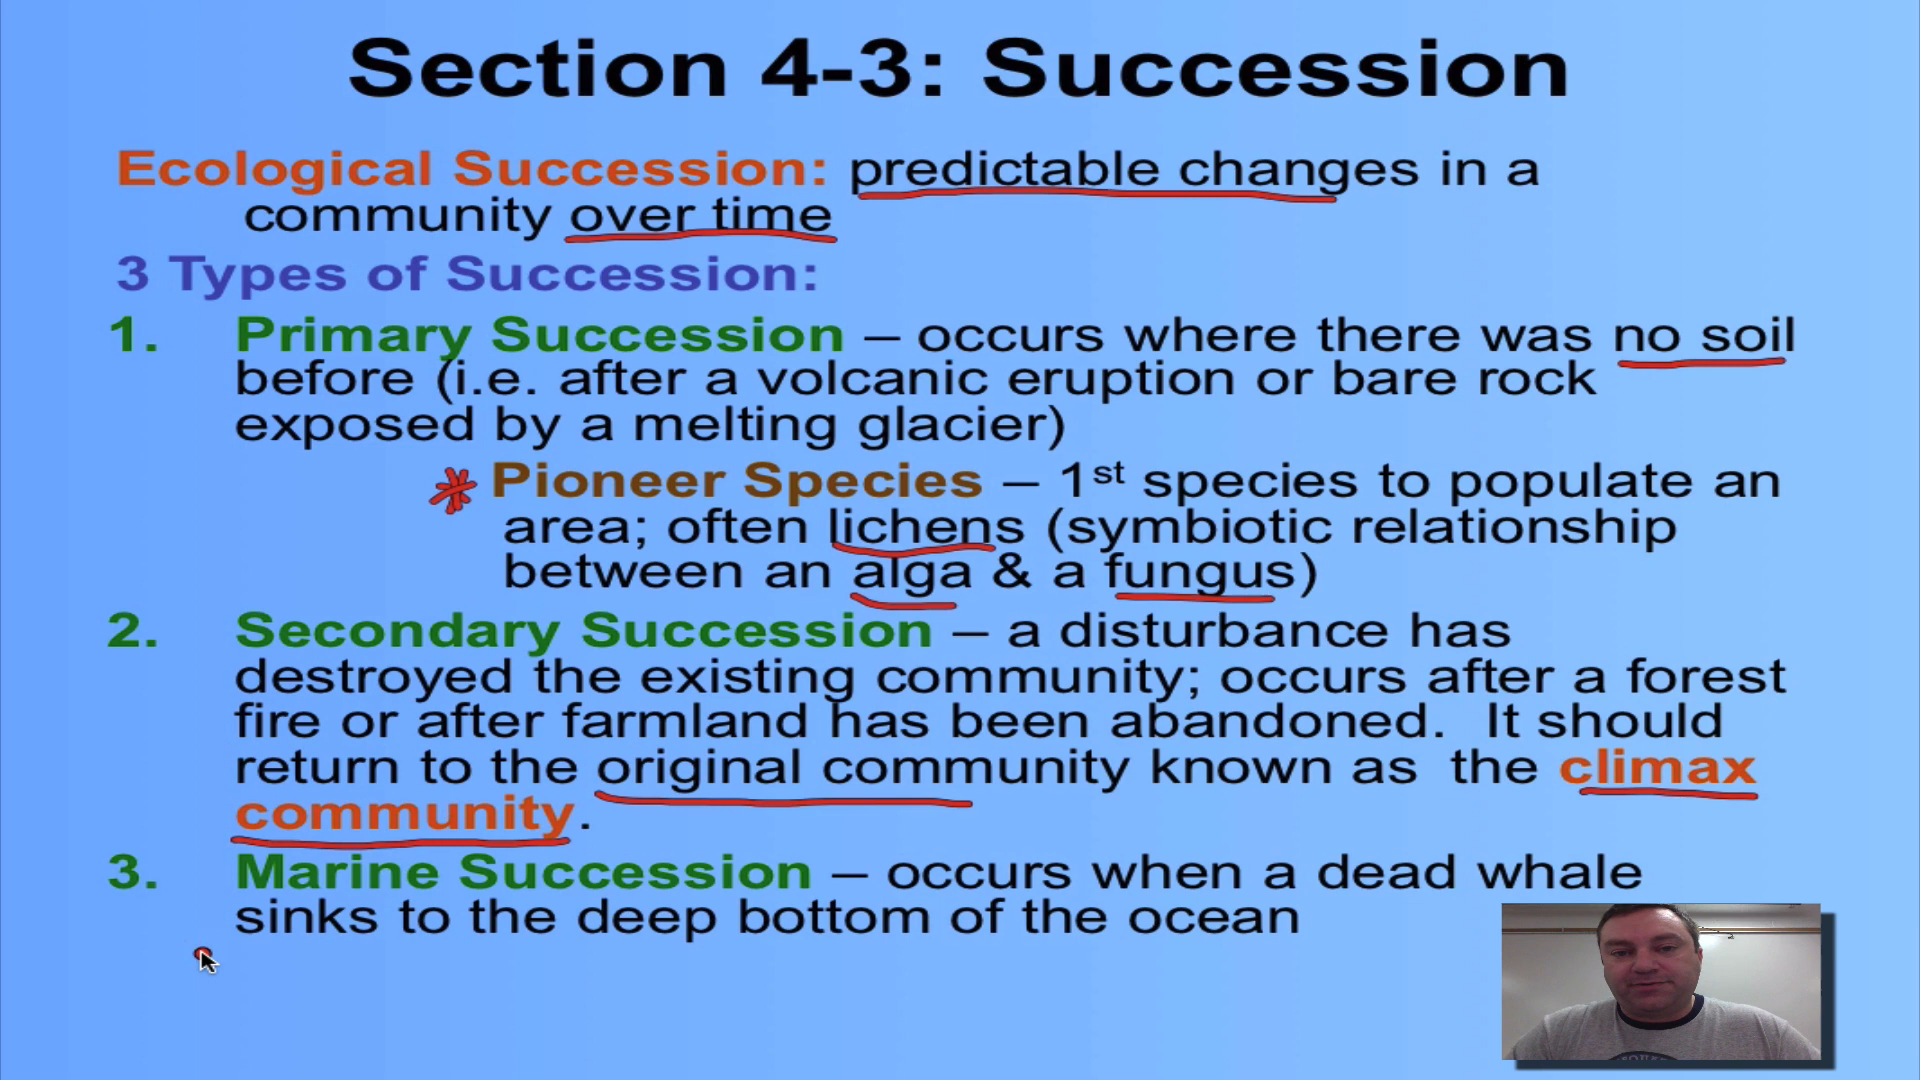 Section 4-3: Succession
Ecological Succession: predictable changes in a
community over time
3 Types of Succession:
1. Primary Succession – occurs where there was no soil
before (i.e. after a volcanic eruption or bare rock
exposed by a melting glacier)
Pioneer Species – 1st species to populate an
area; often lichens (symbiotic relationship
between an alga & a fungus)
2. Secondary Succession – a disturbance has
destroyed the existing community; occurs after a forest
fire or after farmland has been abandoned. It should
return to the original community known as the climax
community.
3. Marine Succession – occurs when a dead whale
sinks to the deep bottom of the ocean